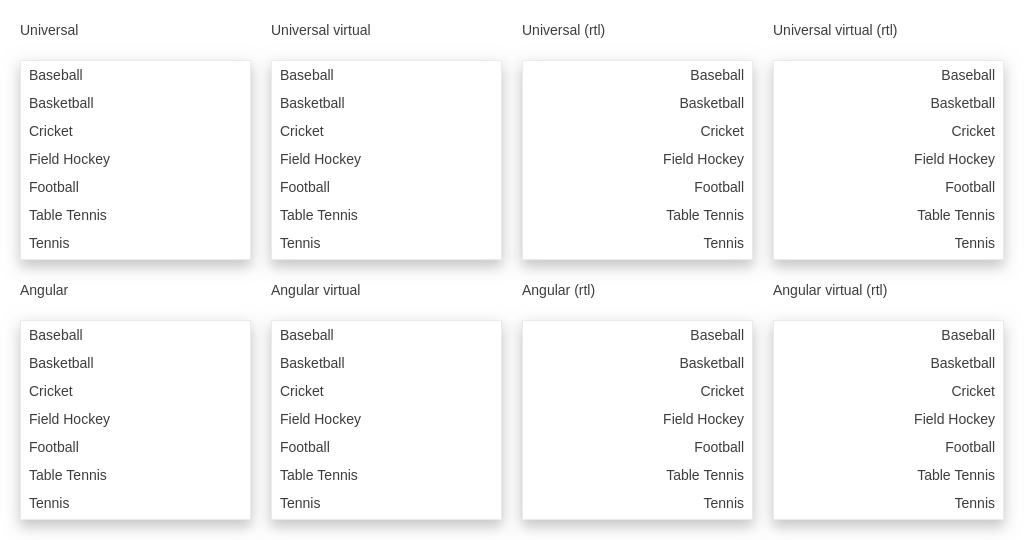 Universal
Baseball
Basketball
Cricket
Field Hockey
Football
Table Tennis
Tennis
Universal virtual
Baseball
Basketball
Cricket
Field Hockey
Football
Table Tennis
Tennis
Universal (rtl)
Baseball
Basketball
Cricket
Field Hockey
Football
Table Tennis
Tennis
Universal virtual (rtl)
Baseball
Basketball
Cricket
Field Hockey
Football
Table Tennis
Tennis
Angular
Baseball
Basketball
Cricket
Field Hockey
Football
Table Tennis
Tennis
Angular virtual
Baseball
Basketball
Cricket
Field Hockey
Football
Table Tennis
Tennis
Angular (rtl)
Baseball
Basketball
Cricket
Field Hockey
Football
Table Tennis
Tennis
Angular virtual (rtl)
Baseball
Basketball
Cricket
Field Hockey
Football
Table Tennis
Tennis